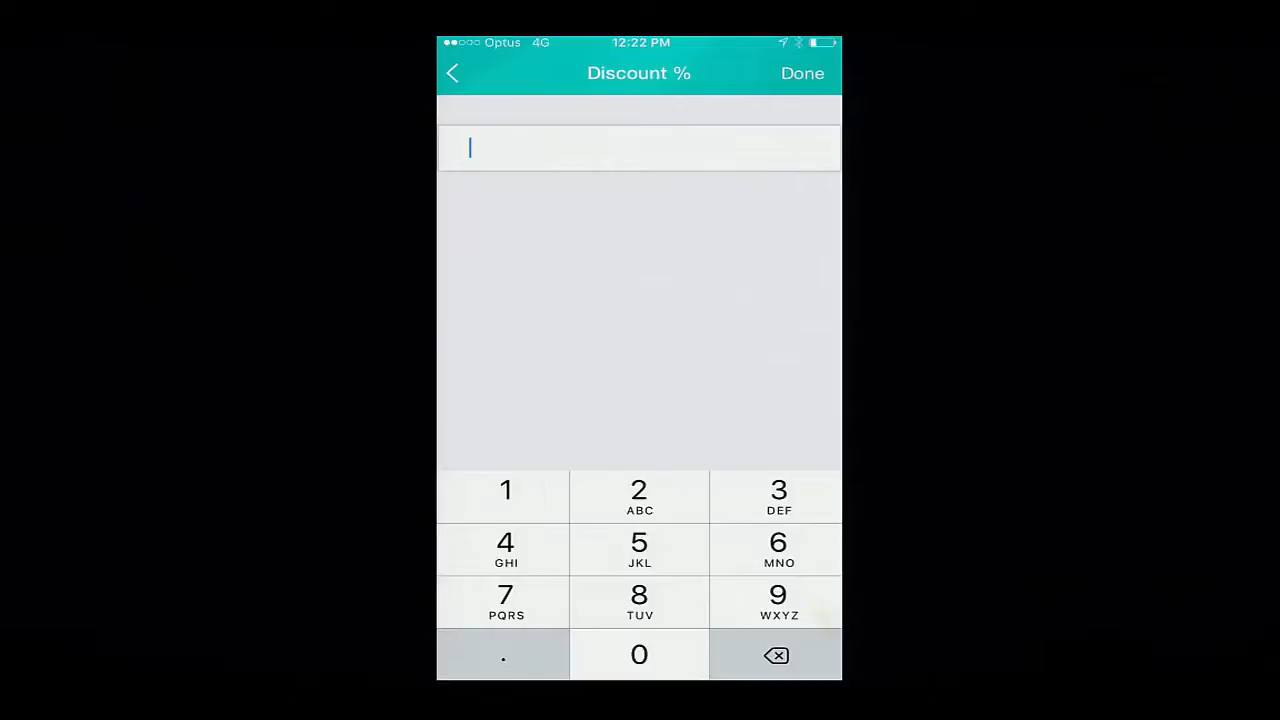 Optus 4G 12:22 PM
Discount % Done
1 2 3
ABC DEF
4 5 6
GHI JKL MNO
7 8 9
PQRS TUV WXYZ
. 0